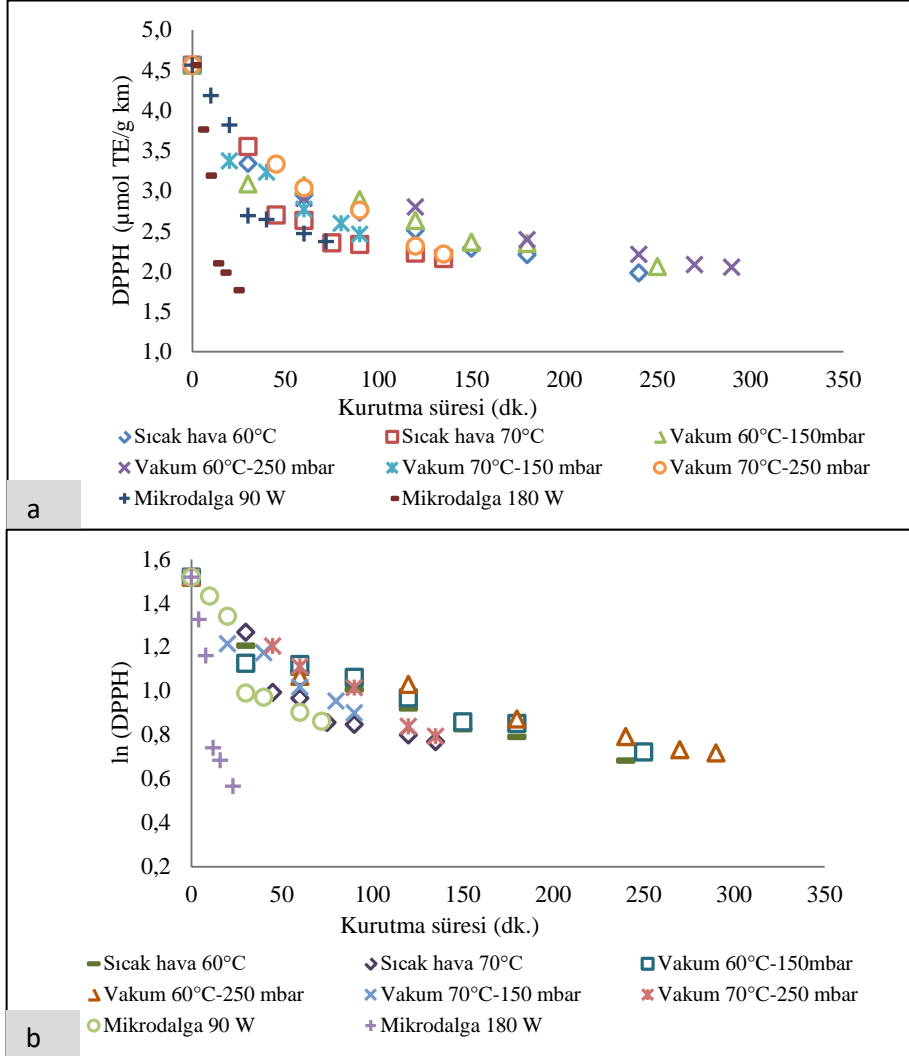 5,0
4,5
4,0
3,5
3,0
2,5
2,0
1,5
1,0
DPPH (µmol TE/g km)
0 50 100 150 200 250 300 350
Kurutma süresi (dk.)
Sıcak hava 60°C Sıcak hava 70°C Vakum 60°C-150mbar
Vakum 60°C-250 mbar Vakum 70°C-150 mbar Vakum 70°C-250 mbar
Mikrodalga 90 W Mikrodalga 180 W
a
1,6
1,4
1,2
1,0
0,8
0,6
0,4
0,2
ln (DPPH)
0 50 100 150 200 250 300 350
Kurutma süresi (dk.)
Sıcak hava 60°C Sıcak hava 70°C Vakum 60°C-150mbar
Vakum 60°C-250 mbar Vakum 70°C-150 mbar Vakum 70°C-250 mbar
Mikrodalga 90 W Mikrodalga 180 W
b